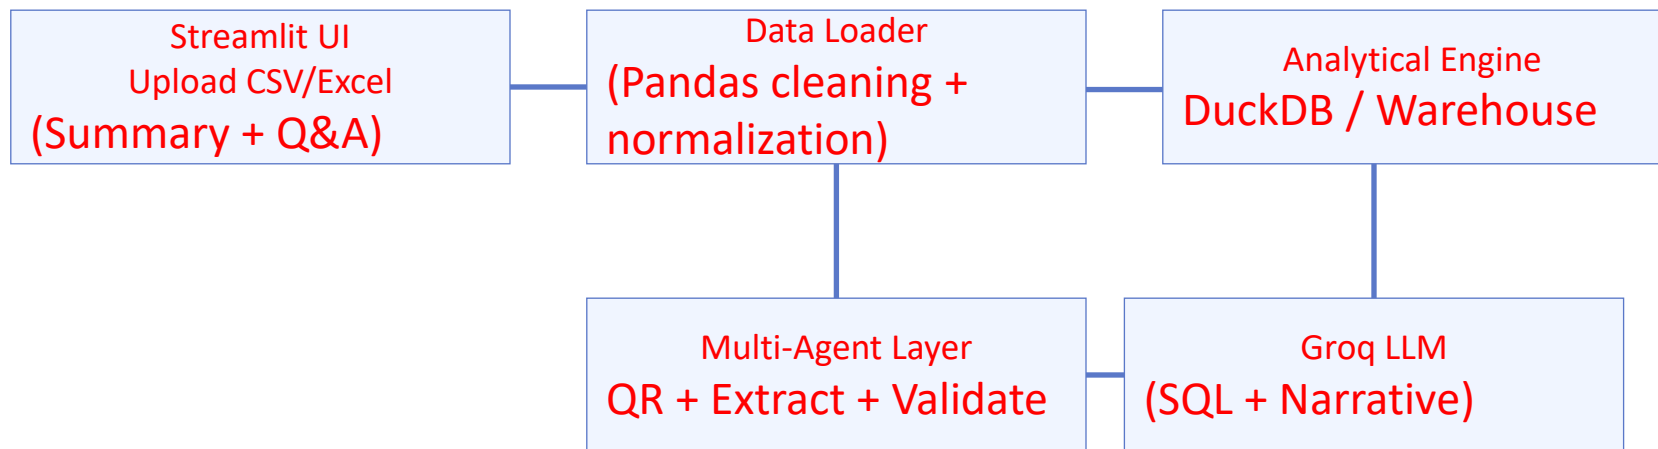 Streamlit UI
Upload CSV/Excel
(Summary + Q&A)
Data Loader
(Pandas cleaning +
normalization)
Analytical Engine
DuckDB / Warehouse
Multi-Agent Layer
QR + Extract + Validate
Groq LLM
(SQL + Narrative)